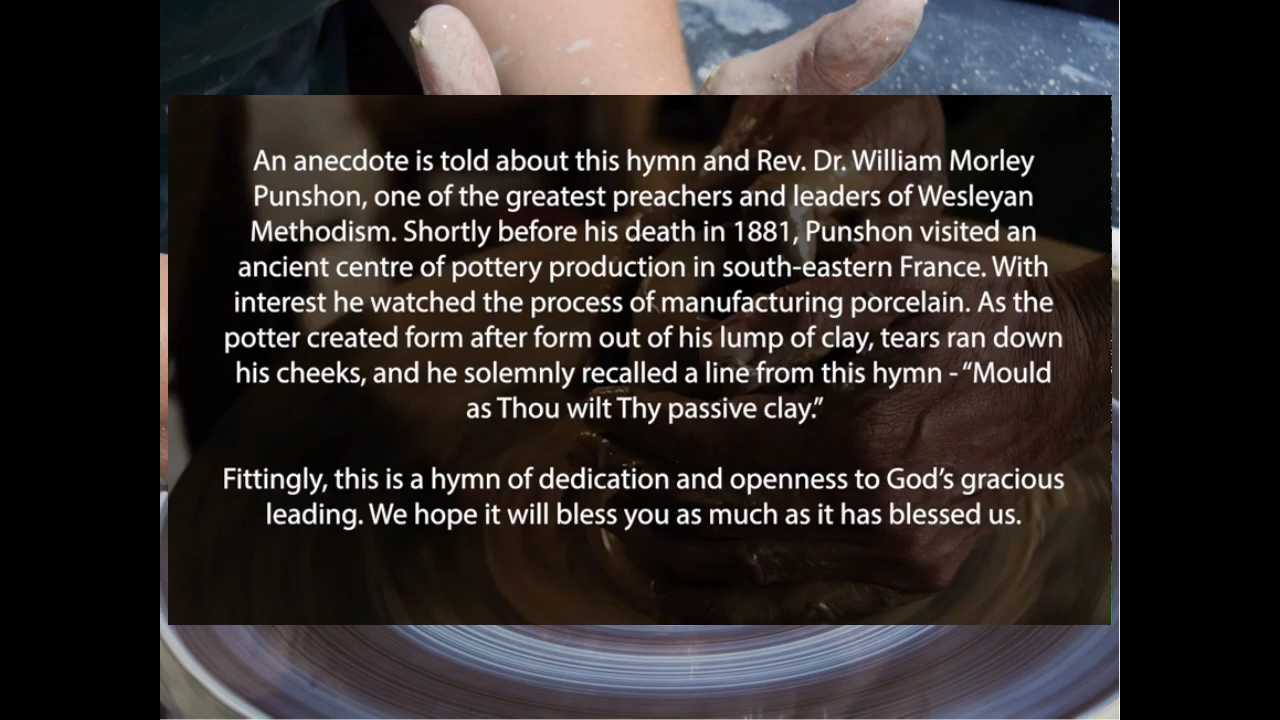 An anecdote is told about this hymn and Rev. Dr. William Morley
Punshon, one of the greatest preachers and leaders of Wesleyan
Methodism. Shortly before his death in 1881, Punshon visited an
ancient centre of pottery production in south-eastern France. With
interest he watched the process of manufacturing porcelain. As the
potter created form after form out of his lump of clay, tears ran down
his cheeks, and he solemnly recalled a line from this hymn - “Mould
as Thou wilt Thy passive clay.”
Fittingly, this is a hymn of dedication and openness to God’s gracious
leading. We hope it will bless you as much as it has blessed us.